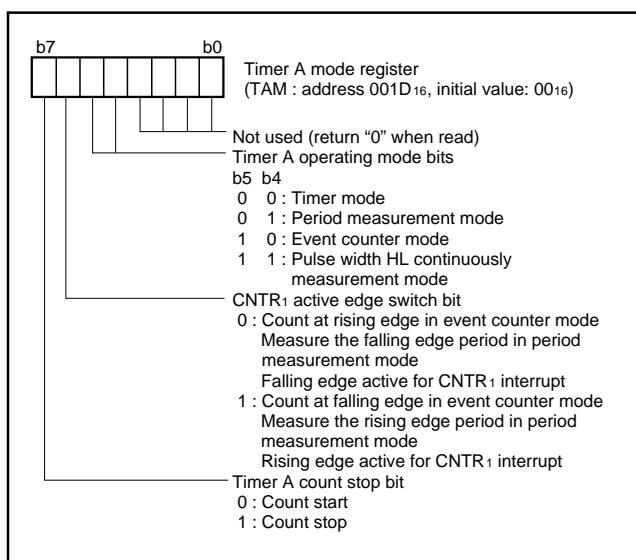 b7 b0
Timer A mode register
(TAM : address 001D16, initial value: 0016)
Not used (return “0” when read)
Timer A operating mode bits
b5 b4
0 0 : Timer mode
0 1 : Period measurement mode
1 0 : Event counter mode
1 1 : Pulse width HL continuously
measurement mode
CNTR1 active edge switch bit
0 : Count at rising edge in event counter mode
Measure the falling edge period in period
measurement mode
Falling edge active for CNTR1 interrupt
1 : Count at falling edge in event counter mode
Measure the rising edge period in period
measurement mode
Rising edge active for CNTR1 interrupt
Timer A count stop bit
0 : Count start
1 : Count stop